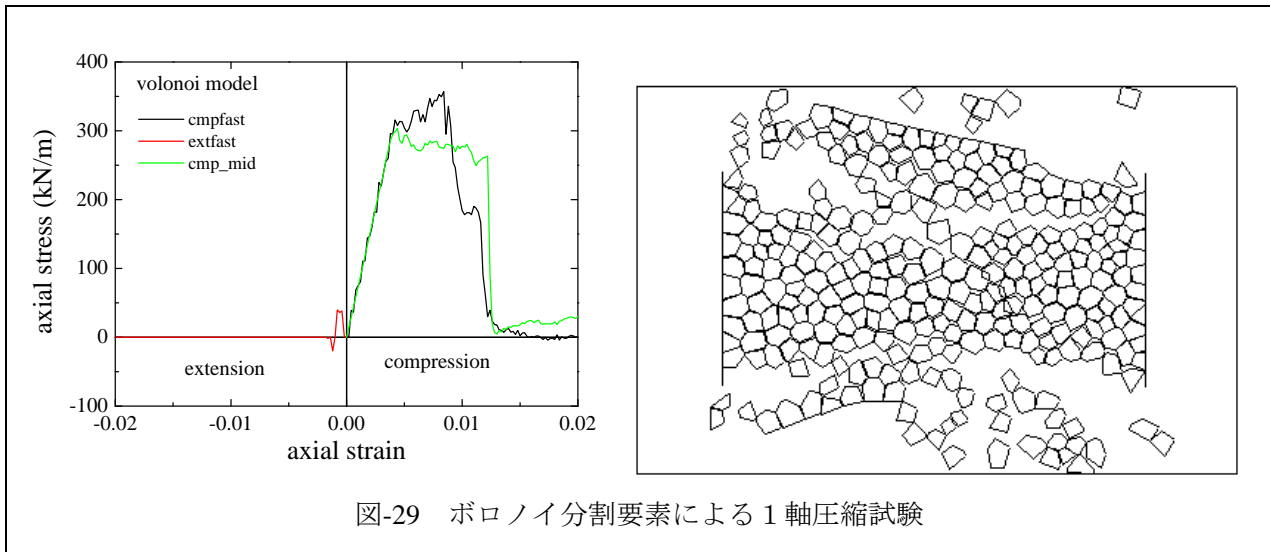 400
300
200
100
0
-100
-0.02
-0.01
0.00
0.01
0.02
axial stress (kN/m)
axial strain
volonoi model
cmpfast
extfast
cmp_mid
extension
compression
図-29 ボロノイ分割要素による1軸圧縮試験